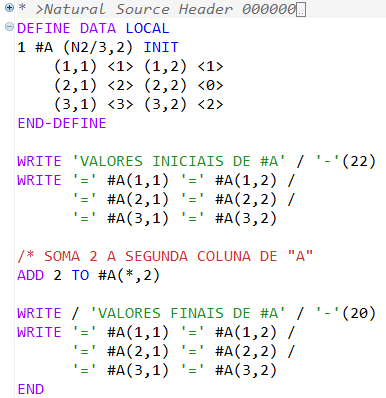 * >Natural Source Header 000000..
DEFINE DATA LOCAL
1 #A (N2/3,2) INIT
    (1,1) <1> (1,2) <1>
    (2,1) <2> (2,2) <0>
    (3,1) <3> (3,2) <2>
END-DEFINE

WRITE 'VALORES INICIAIS DE #A' / '-'(22)
WRITE '=' #A(1,1) '=' #A(1,2) /
      '=' #A(2,1) '=' #A(2,2) /
      '=' #A(3,1) '=' #A(3,2)

/* SOMA 2 A SEGUNDA COLUNA DE "A"
ADD 2 TO #A(*,2)

WRITE / 'VALORES FINAIS DE #A' / '-'(20)
WRITE '=' #A(1,1) '=' #A(1,2) /
      '=' #A(2,1) '=' #A(2,2) /
      '=' #A(3,1) '=' #A(3,2)
END